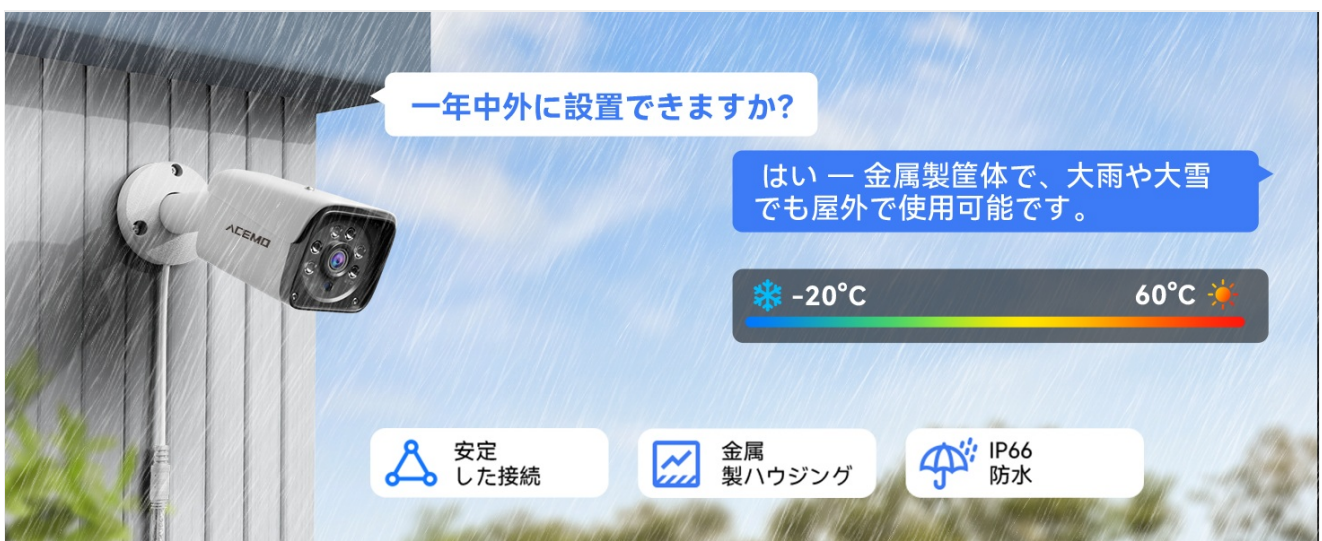 一年中外に設置できますか?
はい — 金属製筐体で、大雨や大雪
でも屋外で使用可能です。
ACEMO
-20°C
60°C
安定
した接続
金属
製ハウジング
IP66
防水